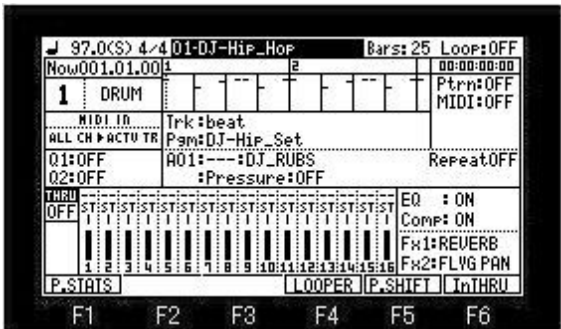 97.0(S) 4/4 01-DJ-Hip_Hop Bars: 25 Loop:OFF
Now001.01.00 1 2 00:00:00:00
1 DRUM Ptrn:OFF
MIDI:OFF
MIDI IN Trk:beat
ALL CH▶ACTV TR Pgm:DJ-Hip_Set
Q1:OFF A01:---:DJ_RUBS RepeatOFF
Q2:OFF :Pressure:OFF
THRU ST ST ST ST ST ST ST ST ST ST ST ST ST ST ST ST EQ : ON
OFF Comp: ON
Fx1:REVERB
1 2 3 4 5 6 7 8 9 10 11 12 13 14 15 16 Fx2:FLYG PAN
P.STATS LOOPER P.SHIFT InTHRU
F1 F2 F3 F4 F5 F6